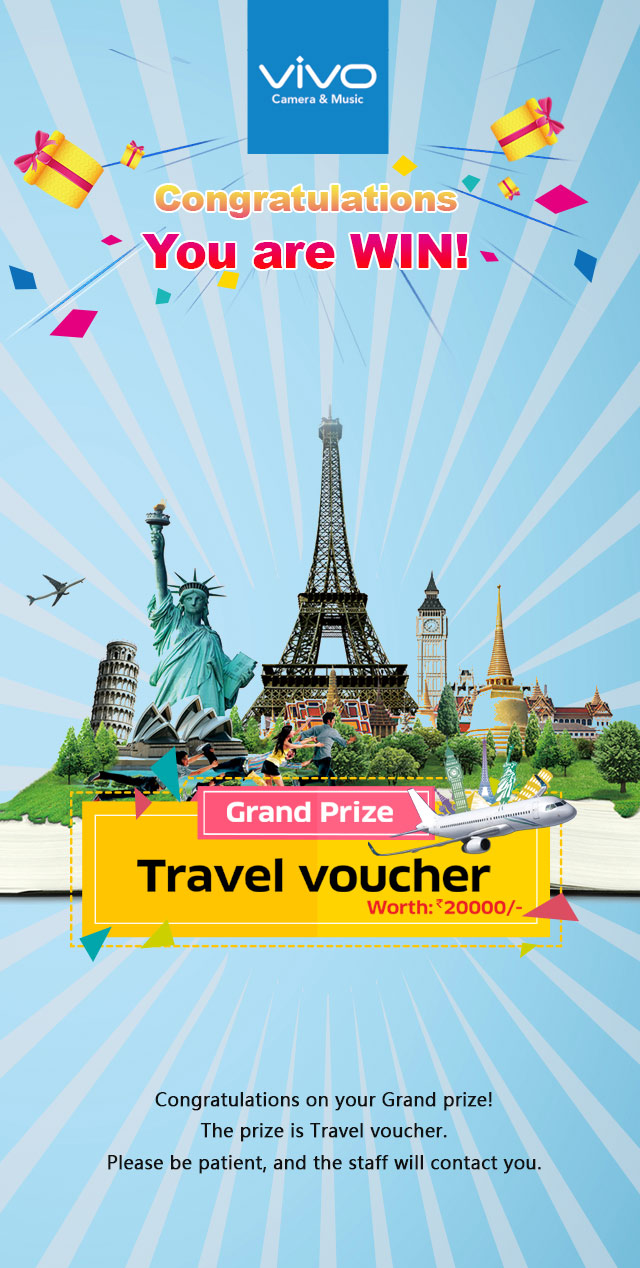 vivo
Camera & Music
Congratulations
You are WIN!
Grand Prize
Travel voucher
Worth: ₹20000/-
Congratulations on your Grand prize!
The prize is Travel voucher.
Please be patient, and the staff will contact you.